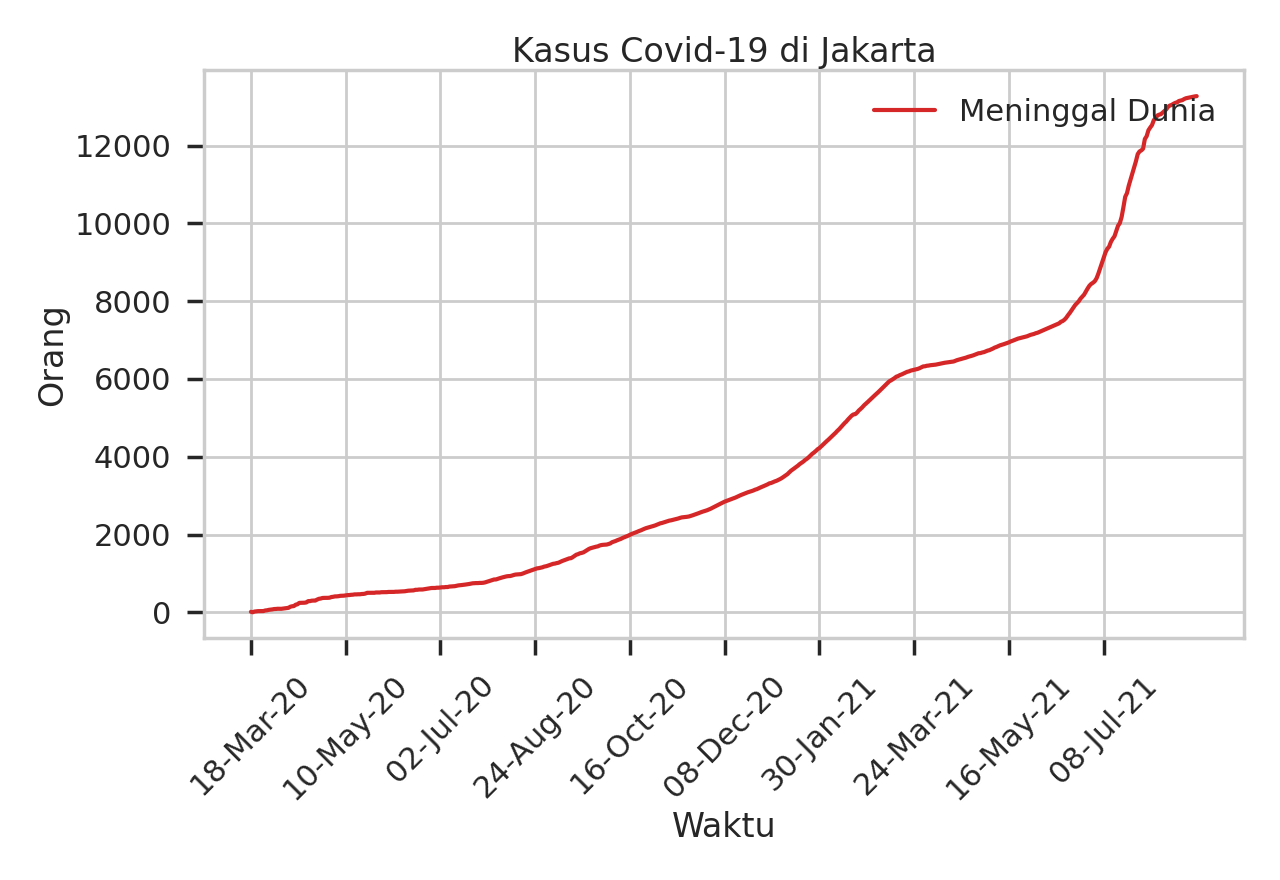 Kasus Covid-19 di Jakarta
Meninggal Dunia
12000
10000
8000
6000
4000
2000
0
Orang
18-Mar-20
10-May-20
02-Jul-20
24-Aug-20
16-Oct-20
08-Dec-20
30-Jan-21
24-Mar-21
16-May-21
08-Jul-21
Waktu